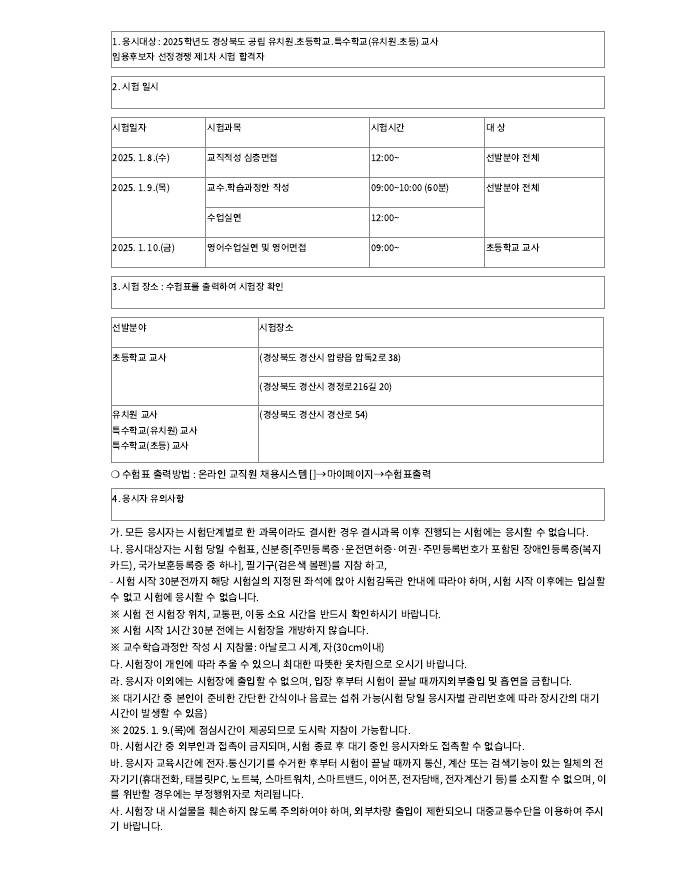 1. 응시대상 : 2025학년도 경상북도 공립 유치원.초등학교.특수학교(유치원.초등) 교사
임용후보자 선정경쟁 제1차 시험 합격자
2. 시험 일시
시험일자 시험과목 시험시간 대 상
2025. 1. 8.(수) 교직적성 심층면접 12:00~ 선발분야 전체
2025. 1. 9.(목) 교수.학습과정안 작성 09:00~10:00 (60분) 선발분야 전체
수업실연 12:00~
2025. 1. 10.(금) 영어수업실연 및 영어면접 09:00~ 초등학교 교사
3. 시험 장소 : 수험표를 출력하여 시험장 확인
선발분야 시험장소
초등학교 교사 (경상북도 경산시 압량읍 압독2로 38)
(경상북도 경산시 경청로216길 20)
유치원 교사 (경상북도 경산시 경산로 54)
특수학교(유치원) 교사
특수학교(초등) 교사
❍ 수험표 출력방법 : 온라인 교직원 채용시스템 []→마이페이지→수험표출력
4. 응시자 유의사항
가. 모든 응시자는 시험단계별로 한 과목이라도 결시한 경우 결시과목 이후 진행되는 시험에는 응시할 수 없습니다.
나. 응시대상자는 시험 당일 수험표, 신분증[주민등록증·운전면허증·여권·주민등록번호가 포함된 장애인등록증(복지
카드), 국가보훈등록증 중 하나], 필기구(검은색 볼펜)를 지참 하고,
- 시험 시작 30분전까지 해당 시험실의 지정된 좌석에 앉아 시험감독관 안내에 따라야 하며, 시험 시작 이후에는 입실할
수 없고 시험에 응시할 수 없습니다.
※ 시험 전 시험장 위치, 교통편, 이동 소요 시간을 반드시 확인하시기 바랍니다.
※ 시험 시작 1시간 30분 전에는 시험장을 개방하지 않습니다.
※ 교수학습과정안 작성 시 지참물: 아날로그 시계, 자(30cm이내)
다. 시험장이 개인에 따라 추울 수 있으니 최대한 따뜻한 옷차림으로 오시기 바랍니다.
라. 응시자 이외에는 시험장에 출입할 수 없으며, 입장 후부터 시험이 끝날 때까지외부출입 및 흡연을 금합니다.
※ 대기시간 중 본인이 준비한 간단한 간식이나 음료는 섭취 가능(시험 당일 응시자별 관리번호에 따라 장시간의 대기
시간이 발생할 수 있음)
※ 2025. 1. 9.(목)에 점심시간이 제공되므로 도시락 지참이 가능합니다.
마. 시험시간 중 외부인과 접촉이 금지되며, 시험 종료 후 대기 중인 응시자와도 접촉할 수 없습니다.
바. 응시자 교육시간에 전자.통신기기를 수거한 후부터 시험이 끝날 때까지 통신, 계산 또는 검색기능이 있는 일체의 전
자기기(휴대전화, 태블릿PC, 노트북, 스마트워치, 스마트밴드, 이어폰, 전자담배, 전자계산기 등)를 소지할 수 없으며, 이
를 위반할 경우에는 부정행위자로 처리됩니다.
사. 시험장 내 시설물을 훼손하지 않도록 주의하여야 하며, 외부차량 출입이 제한되오니 대중교통수단을 이용하여 주시
기 바랍니다.